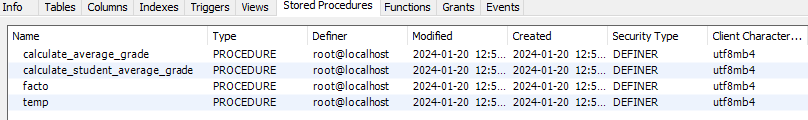 Info Tables Columns Indexes Triggers Views Stored Procedures Functions Grants Events
Name Type Definer Modified Created Security Type Client Character...
calculate_average_grade PROCEDURE root@localhost 2024-01-20 12:5... 2024-01-20 12:5... DEFINER utf8mb4
calculate_student_average_grade PROCEDURE root@localhost 2024-01-20 12:5... 2024-01-20 12:5... DEFINER utf8mb4
facto PROCEDURE root@localhost 2024-01-20 12:5... 2024-01-20 12:5... DEFINER utf8mb4
temp PROCEDURE root@localhost 2024-01-20 12:5... 2024-01-20 12:5... DEFINER utf8mb4